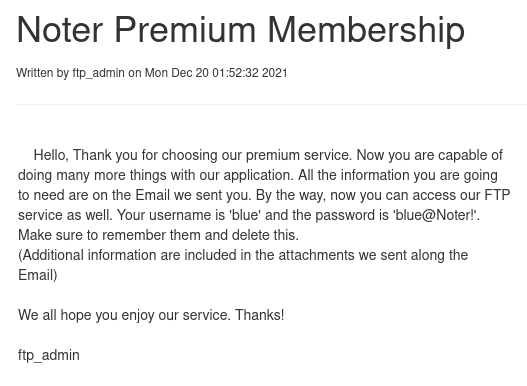 Noter Premium Membership
Written by ftp_admin on Mon Dec 20 01:52:32 2021
Hello, Thank you for choosing our premium service. Now you are capable of
doing many more things with our application. All the information you are going
to need are on the Email we sent you. By the way, now you can access our FTP
service as well. Your username is 'blue' and the password is 'blue@Noter!'.
Make sure to remember them and delete this.
(Additional information are included in the attachments we sent along the
Email)
We all hope you enjoy our service. Thanks!
ftp_admin